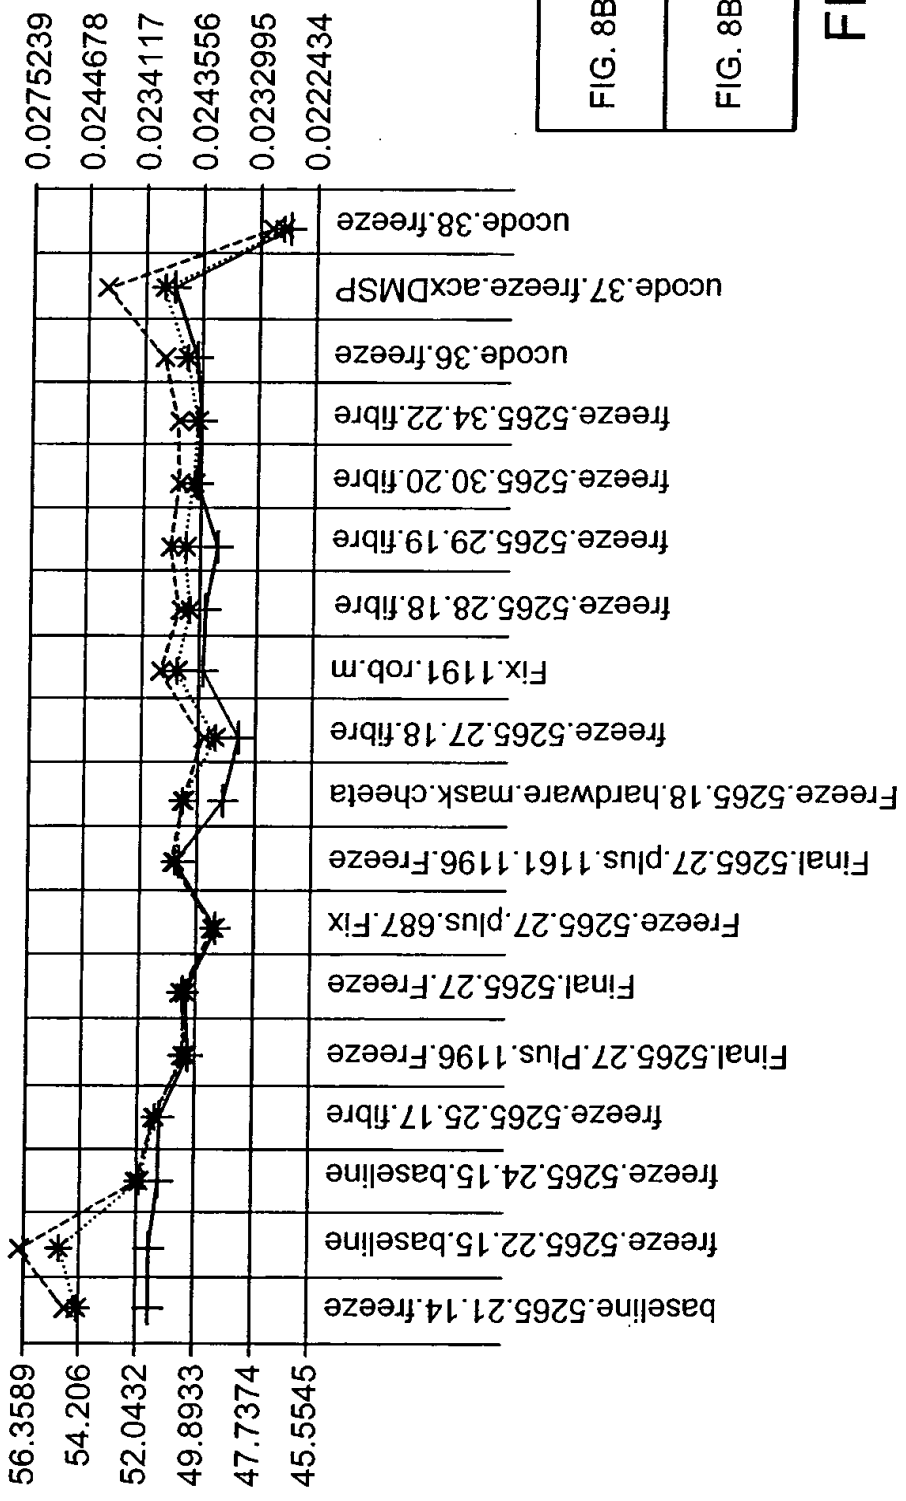 56.3589
54.206
52.0432
49.8933
47.7374
45.5545
0.0275239
0.0244678
0.0234117
0.0243556
0.0232995
0.0222434
baseline.5265.21.14.freeze
freeze.5265.22.15.baseline
freeze.5265.24.15.baseline
freeze.5265.25.17.fibre
Final.5265.27.Plus.1196.Freeze
Final.5265.27.Freeze
Freeze.5265.27.plus.687.Fix
Final.5265.27.plus.1161.1196.Freeze
Freeze.5265.18.hardware.mask.cheeta
freeze.5265.27.18.fibre
Fix.1191.rob.m
freeze.5265.28.18.fibre
freeze.5265.29.19.fibre
freeze.5265.30.20.fibre
freeze.5265.34.22.fibre
ucode.36.freeze
ucode.37.freeze.acxDMSP
ucode.38.freeze
FIG. 8B
FIG. 8B